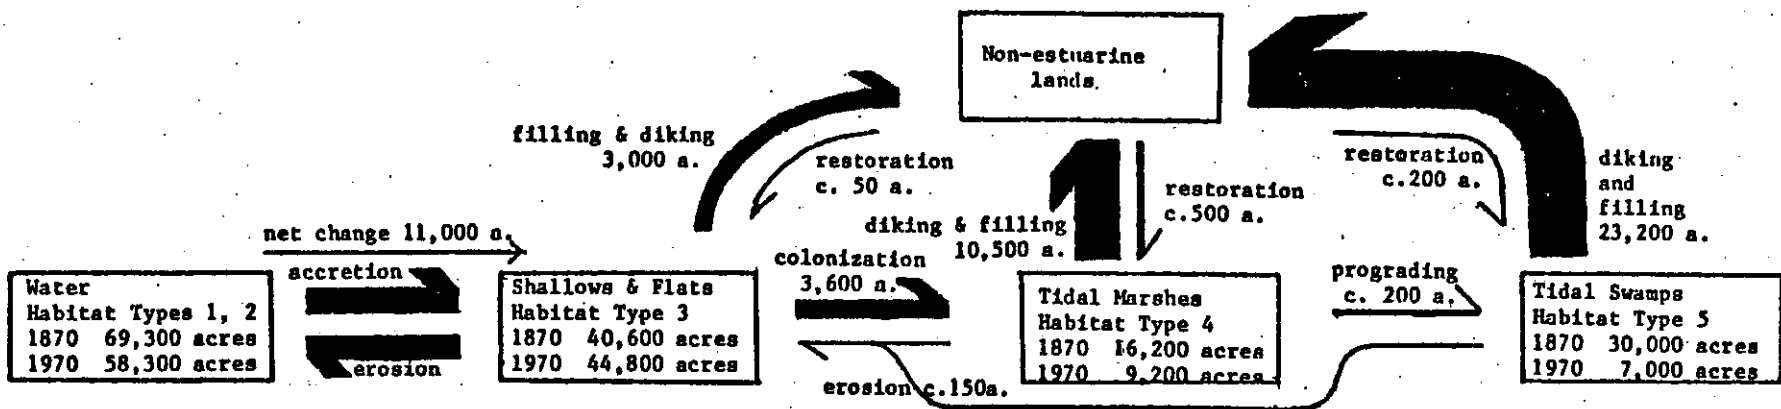 Non-estuarine
lands.
filling & diking
3,000 a.
restoration
c. 50 a.
diking & filling
10,500 a.
restoration
c.500 a.
restoration
c.200 a.
diking
and
filling
23,200 a.
net change 11,000 a.
accretion
erosion
colonization
3,600 a.
erosion c.150a.
prograding
c. 200 a.
Water
Habitat Types 1, 2
1870 69,300 acres
1970 58,300 acres
Shallows & Flats
Habitat Type 3
1870 40,600 acres
1970 44,800 acres
Tidal Marshes
Habitat Type 4
1870 16,200 acres
1970 9,200 acres
Tidal Swamps
Habitat Type 5
1870 30,000 acres
1970 7,000 acres